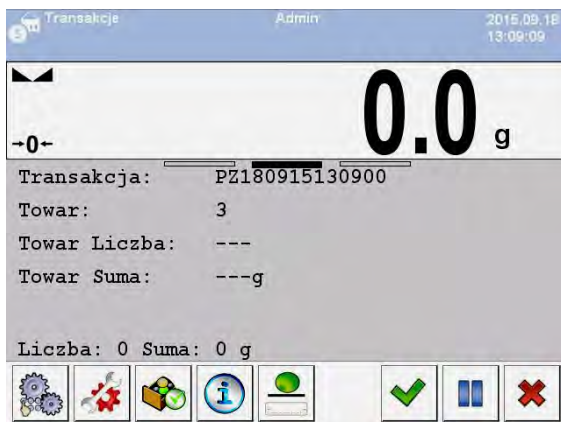 Transakcje Admin 2015.09.18
13:09:09
→0←
0.0 g
Transakcja: PZ180915130900
Towar: 3
Towar Liczba: ---
Towar Suma: ---g
Liczba: 0 Suma: 0 g